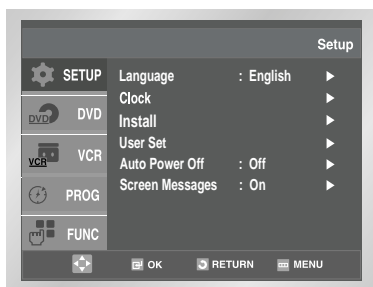 Setup
SETUP
DVD DVD
VCR VCR
PROG
FUNC
Language : English ►
Clock ►
Install ►
User Set ►
Auto Power Off : Off ►
Screen Messages : On ►
OK RETURN MENU